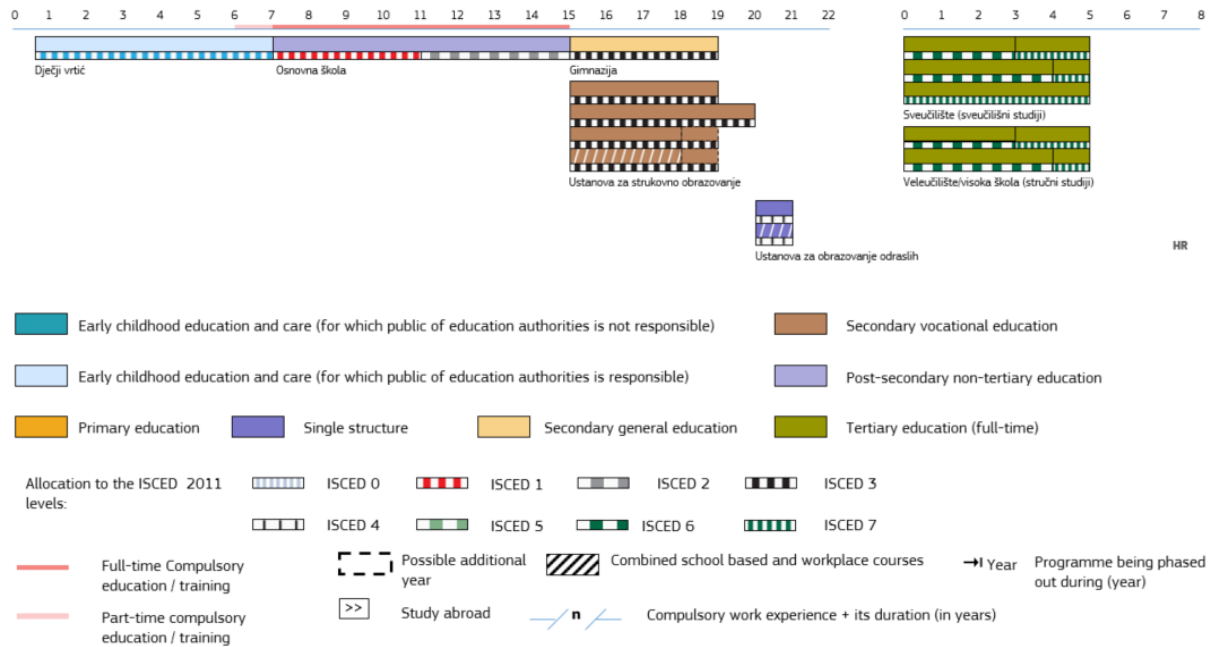 0 1 2 3 4 5 6 7 8 9 10 11 12 13 14 15 16 17 18 19 20 21 22
0 1 2 3 4 5 6 7 8
Dječji vrtić
Osnovna škola
Gimnazija
Sveučilište (sveučilišni studiji)
Ustanova za strukovno obrazovanje
Veleučilište/visoka škola (stručni studiji)
HR
Ustanova za obrazovanje odraslih
Early childhood education and care (for which public of education authorities is not responsible)
Secondary vocational education
Early childhood education and care (for which public of education authorities is responsible)
Post-secondary non-tertiary education
Primary education
Single structure
Secondary general education
Tertiary education (full-time)
Allocation to the ISCED 2011
levels:
ISCED 0
ISCED 1
ISCED 2
ISCED 3
ISCED 4
ISCED 5
ISCED 6
ISCED 7
Full-time Compulsory
education / training
Possible additional
year
Combined school based and workplace courses
Year
Programme being phased
out during (year)
Part-time compulsory
education / training
>>
Study abroad
n
Compulsory work experience + its duration (in years)